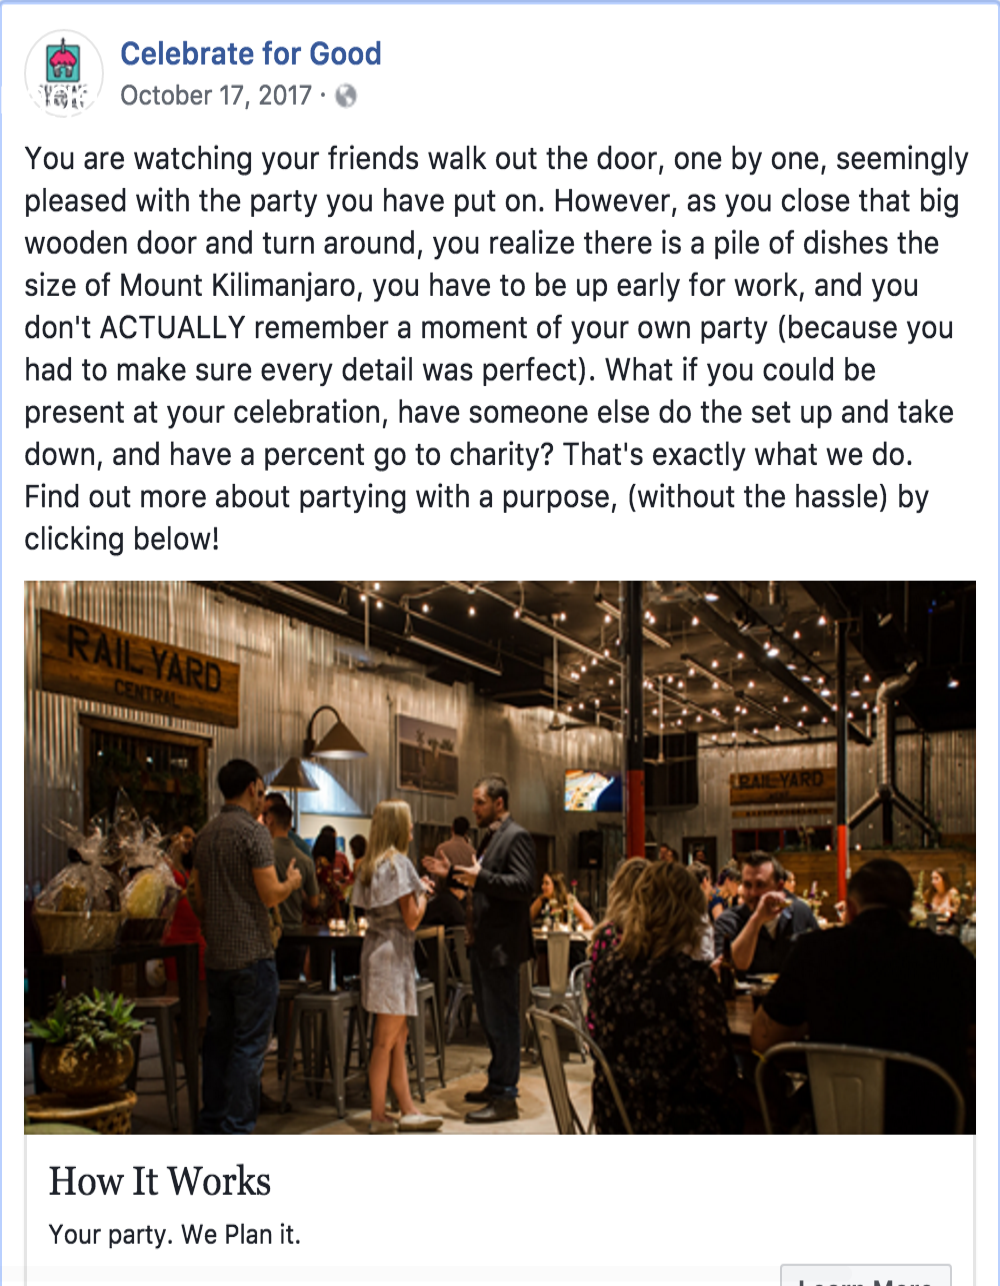 Celebrate for Good
October 17, 2017 ·
You are watching your friends walk out the door, one by one, seemingly
pleased with the party you have put on. However, as you close that big
wooden door and turn around, you realize there is a pile of dishes the
size of Mount Kilimanjaro, you have to be up early for work, and you
don't ACTUALLY remember a moment of your own party (because you
had to make sure every detail was perfect). What if you could be
present at your celebration, have someone else do the set up and take
down, and have a percent go to charity? That's exactly what we do.
Find out more about partying with a purpose, (without the hassle) by
clicking below!
RAIL YARD
CENTRAL
RAIL YARD
How It Works
Your party. We Plan it.
Learn More